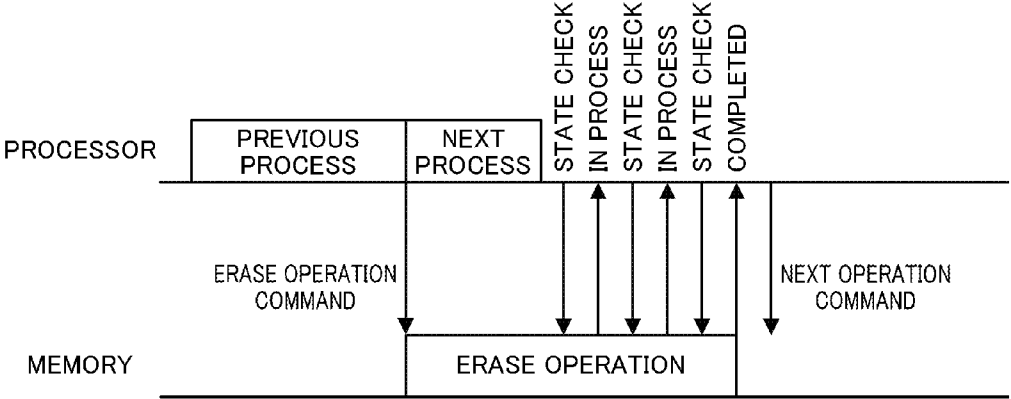 STATE CHECK
IN PROCESS
STATE CHECK
IN PROCESS
STATE CHECK
COMPLETED
PROCESSOR
PREVIOUS
PROCESS
NEXT
PROCESS
ERASE OPERATION
COMMAND
NEXT OPERATION
COMMAND
MEMORY
ERASE OPERATION